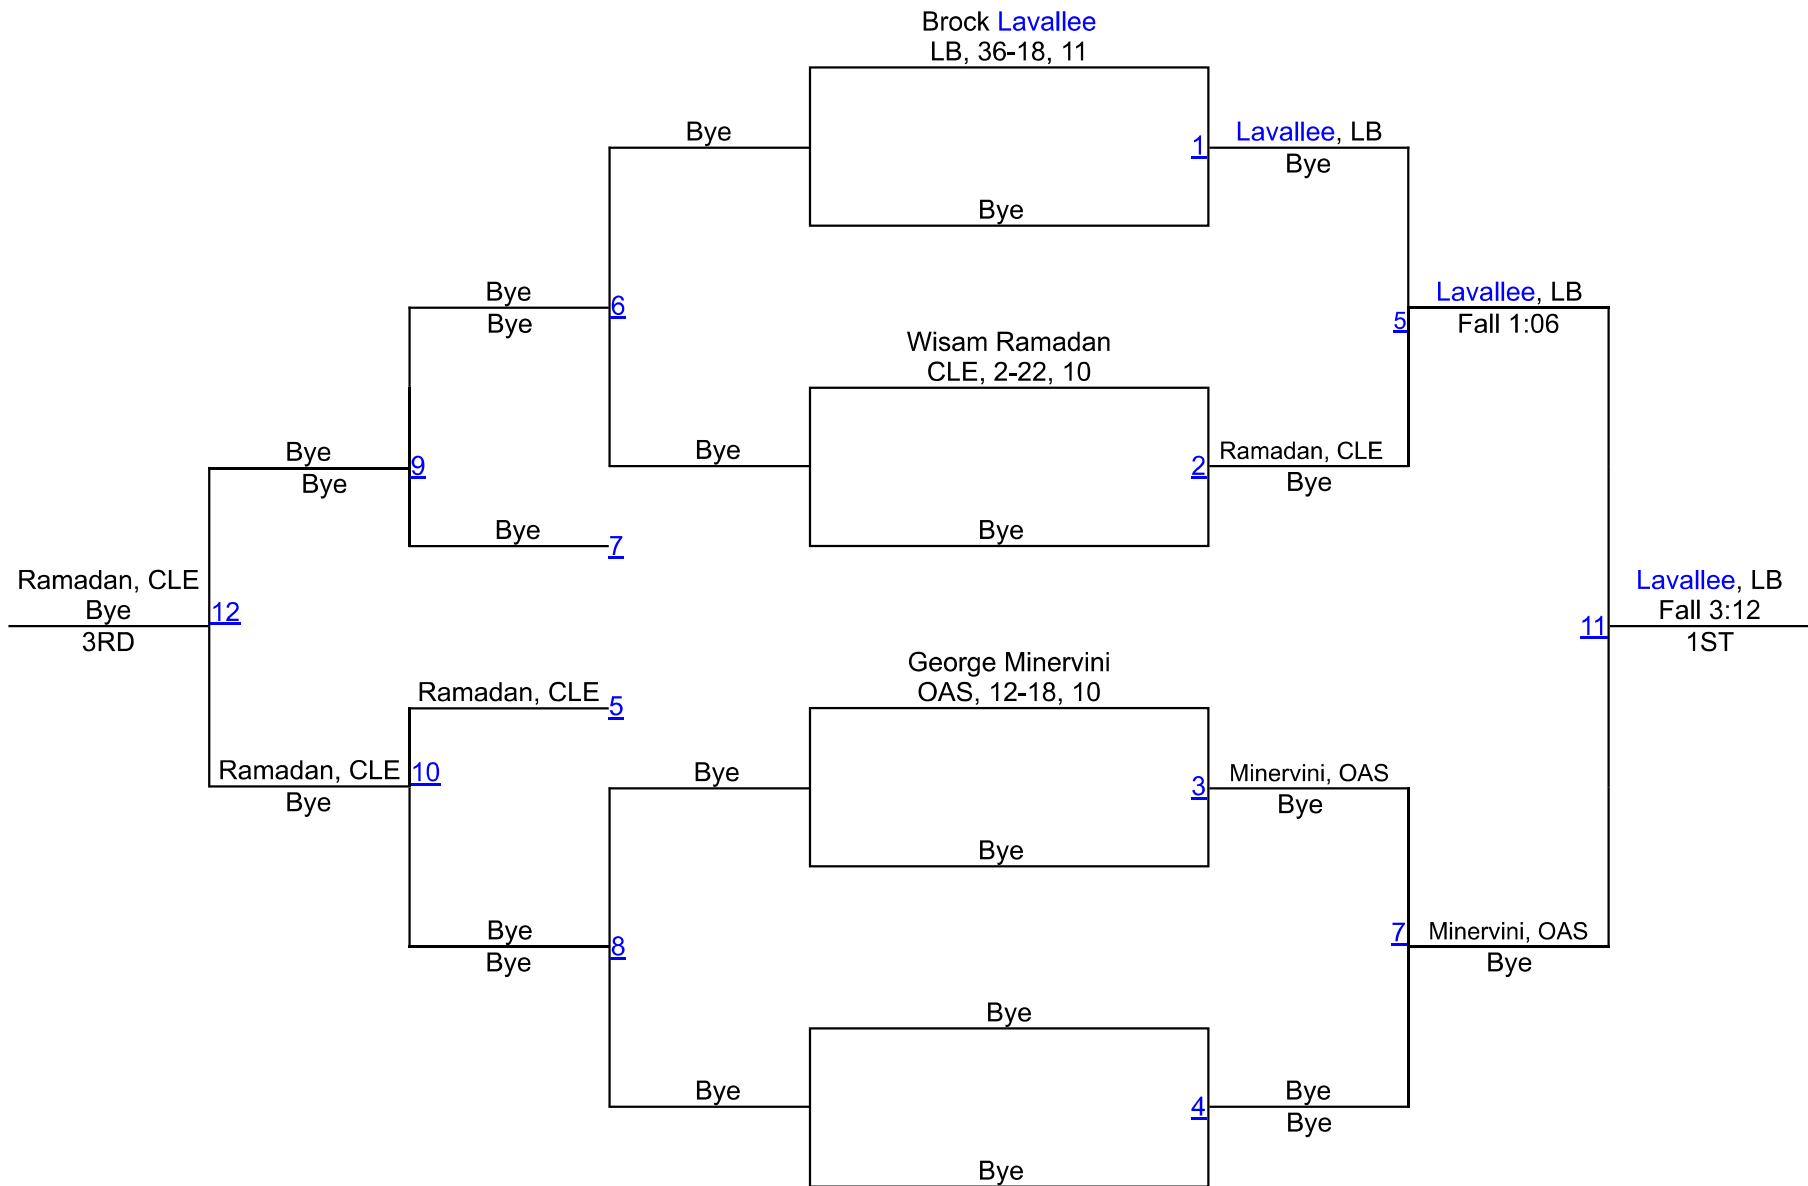 Brock Lavallee
LB, 36-18, 11
Bye
1
Lavallee, LB
Bye
Bye
Bye
Bye
6
Lavallee, LB
Fall 1:06
5
Wisam Ramadan
CLE, 2-22, 10
Bye
Bye
9
Bye
2
Ramadan, CLE
Bye
Bye
7
Bye
Ramadan, CLE
Bye
3RD
12
Lavallee, LB
Fall 3:12
1ST
11
George Minervini
OAS, 12-18, 10
Ramadan, CLE
5
Ramadan, CLE
Bye
10
Bye
3
Minervini, OAS
Bye
Bye
Bye
Bye
8
7
Minervini, OAS
Bye
Bye
Bye
4
Bye
Bye
Bye